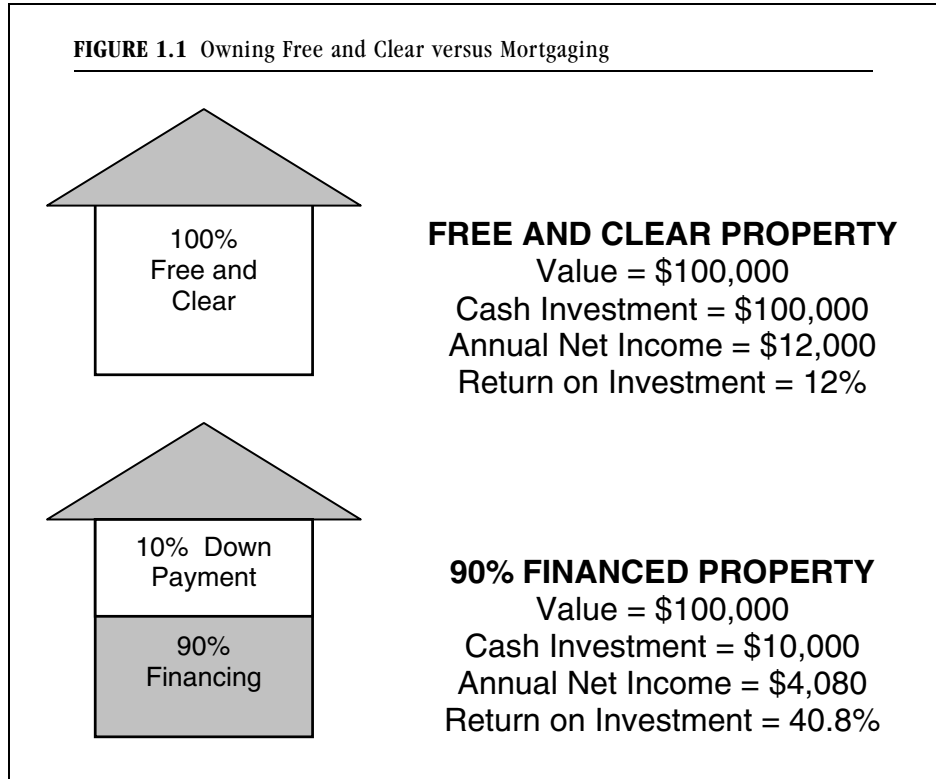 FIGURE 1.1 Owning Free and Clear versus Mortgaging
100%
Free and
Clear
FREE AND CLEAR PROPERTY
Value = $100,000
Cash Investment = $100,000
Annual Net Income = $12,000
Return on Investment = 12%
10% Down
Payment
90%
Financing
90% FINANCED PROPERTY
Value = $100,000
Cash Investment = $10,000
Annual Net Income = $4,080
Return on Investment = 40.8%